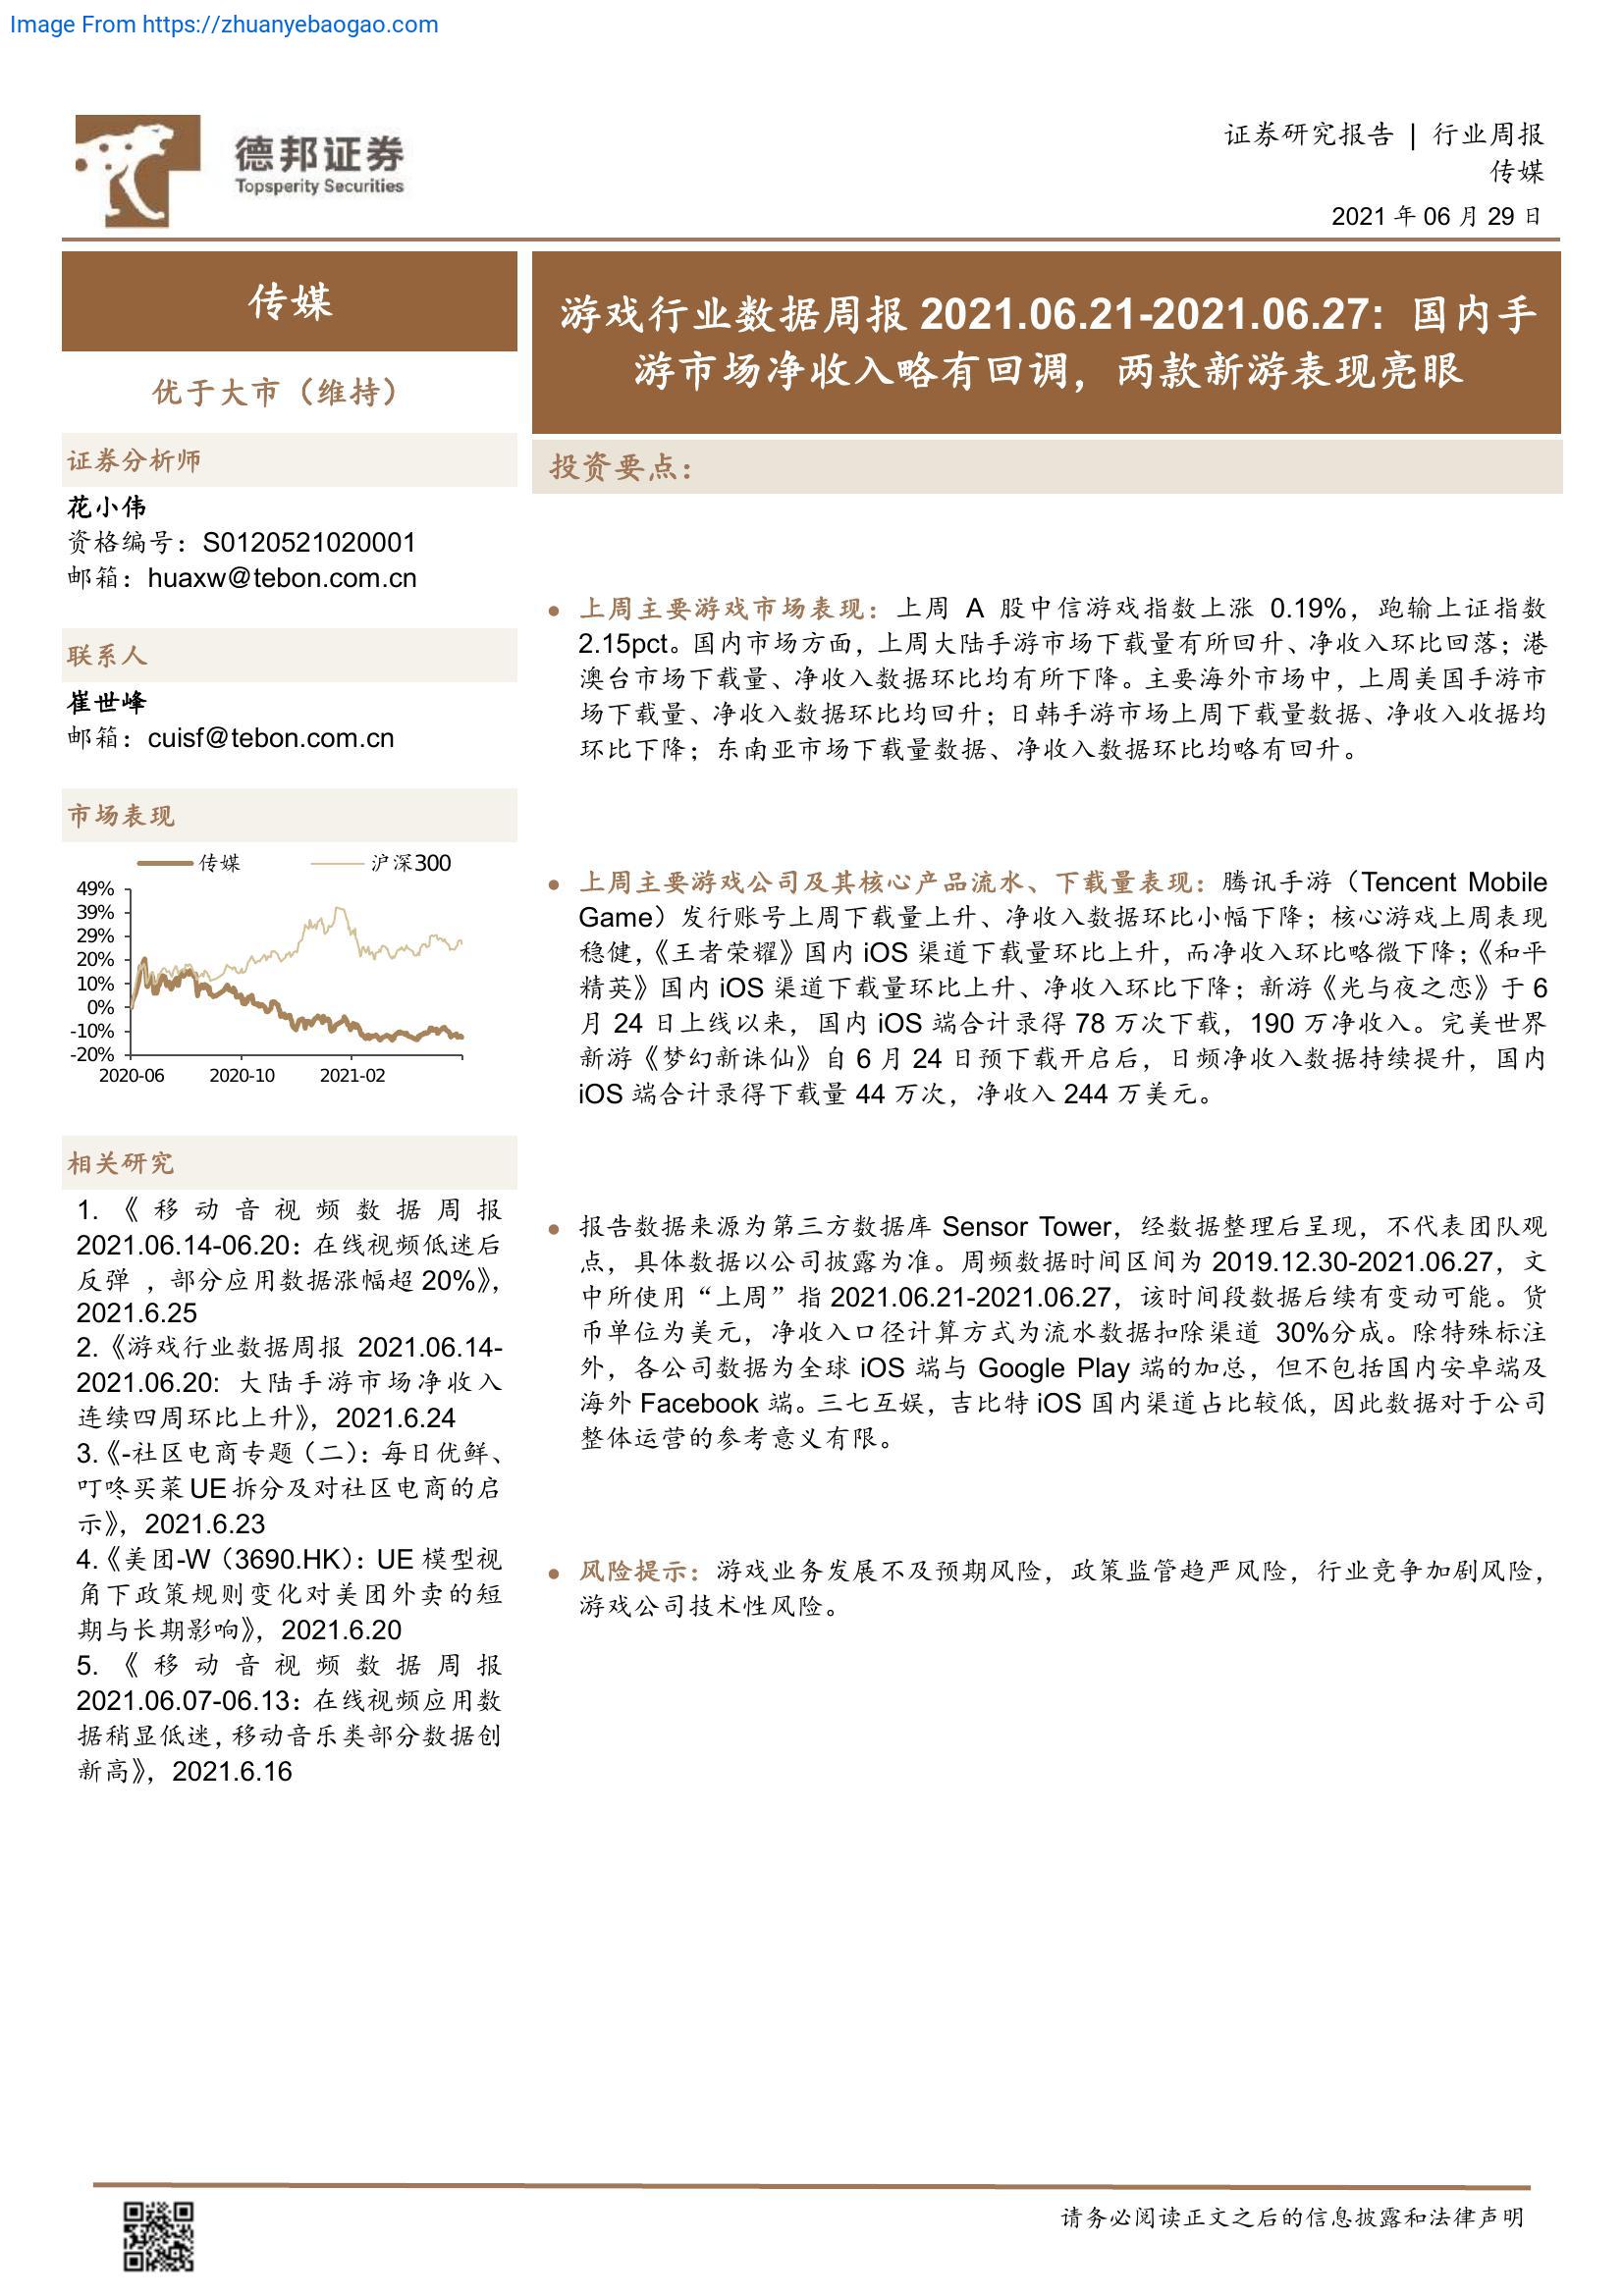 Image From https://zhuanyebaogao.com
德邦证券
Topsperity Securities
证券研究报告 | 行业周报
传媒
2021 年 06 月 29 日
传媒
优于大市（维持）
证券分析师
花小伟
资格编号：S0120521020001
邮箱：huaxw@tebon.com.cn
联系人
崔世峰
邮箱：cuisf@tebon.com.cn
市场表现
传媒 沪深300
49%
39%
29%
20%
10%
0%
-10%
-20%
2020-06 2020-10 2021-02
相关研究
1.《移动音视频数据周报
2021.06.14-06.20：在线视频低迷后
反弹 ，部分应用数据涨幅超 20%》，
2021.6.25
2.《游戏行业数据周报 2021.06.14-
2021.06.20: 大陆手游市场净收入
连续四周环比上升》，2021.6.24
3.《-社区电商专题（二）：每日优鲜、
叮咚买菜 UE 拆分及对社区电商的启
示》，2021.6.23
4.《美团-W（3690.HK）：UE 模型视
角下政策规则变化对美团外卖的短
期与长期影响》，2021.6.20
5.《移动音视频数据周报
2021.06.07-06.13：在线视频应用数
据稍显低迷，移动音乐类部分数据创
新高》，2021.6.16
游戏行业数据周报 2021.06.21-2021.06.27: 国内手
游市场净收入略有回调，两款新游表现亮眼
投资要点：
● 上周主要游戏市场表现：上周 A 股中信游戏指数上涨 0.19%，跑输上证指数
2.15pct。国内市场方面，上周大陆手游市场下载量有所回升、净收入环比回落；港
澳台市场下载量、净收入数据环比均有所下降。主要海外市场中，上周美国手游市
场下载量、净收入数据环比均回升；日韩手游市场上周下载量数据、净收入收据均
环比下降；东南亚市场下载量数据、净收入数据环比均略有回升。
● 上周主要游戏公司及其核心产品流水、下载量表现：腾讯手游（Tencent Mobile
Game）发行账号上周下载量上升、净收入数据环比小幅下降；核心游戏上周表现
稳健，《王者荣耀》国内 iOS 渠道下载量环比上升，而净收入环比略微下降；《和平
精英》国内 iOS 渠道下载量环比上升、净收入环比下降；新游《光与夜之恋》于 6
月 24 日上线以来，国内 iOS 端合计录得 78 万次下载，190 万净收入。完美世界
新游《梦幻新诛仙》自 6 月 24 日预下载开启后，日频净收入数据持续提升，国内
iOS 端合计录得下载量 44 万次，净收入 244 万美元。
● 报告数据来源为第三方数据库 Sensor Tower，经数据整理后呈现，不代表团队观
点，具体数据以公司披露为准。周频数据时间区间为 2019.12.30-2021.06.27，文
中所使用“上周”指 2021.06.21-2021.06.27，该时间段数据后续有变动可能。货
币单位为美元，净收入口径计算方式为流水数据扣除渠道 30%分成。除特殊标注
外，各公司数据为全球 iOS 端与 Google Play 端的加总，但不包括国内安卓端及
海外 Facebook 端。三七互娱，吉比特 iOS 国内渠道占比较低，因此数据对于公司
整体运营的参考意义有限。
● 风险提示：游戏业务发展不及预期风险，政策监管趋严风险，行业竞争加剧风险，
游戏公司技术性风险。
请务必阅读正文之后的信息披露和法律声明